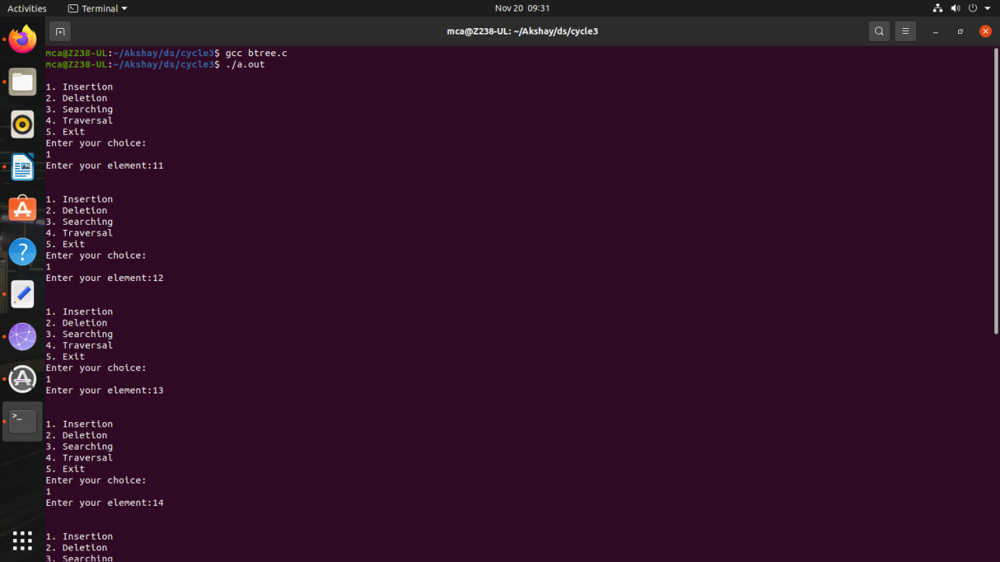 Activities Terminal Nov 20 09:31
mca@Z238-UL: ~/Akshay/ds/cycle3
mca@Z238-UL:~/Akshay/ds/cycle3$ gcc btree.c
mca@Z238-UL:~/Akshay/ds/cycle3$ ./a.out
1. Insertion
2. Deletion
3. Searching
4. Traversal
5. Exit
Enter your choice:
1
Enter your element:11
1. Insertion
2. Deletion
3. Searching
4. Traversal
5. Exit
Enter your choice:
1
Enter your element:12
1. Insertion
2. Deletion
3. Searching
4. Traversal
5. Exit
Enter your choice:
1
Enter your element:13
1. Insertion
2. Deletion
3. Searching
4. Traversal
5. Exit
Enter your choice:
1
Enter your element:14
1. Insertion
2. Deletion
3. Searching